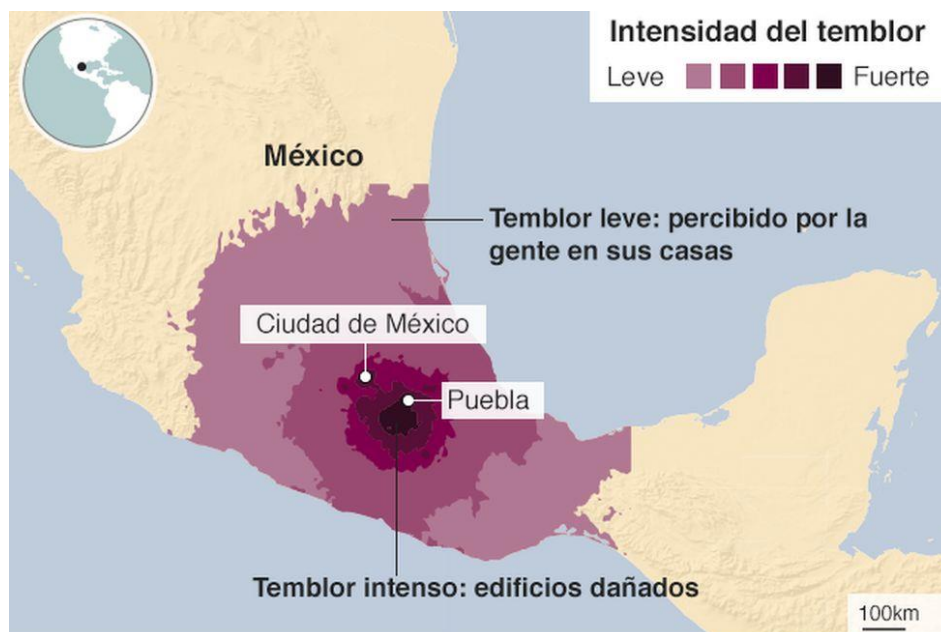 Intensidad del temblor
Leve Fuerte
México
Temblor leve: percibido por la
gente en sus casas
Ciudad de México
Puebla
Temblor intenso: edificios dañados
100km